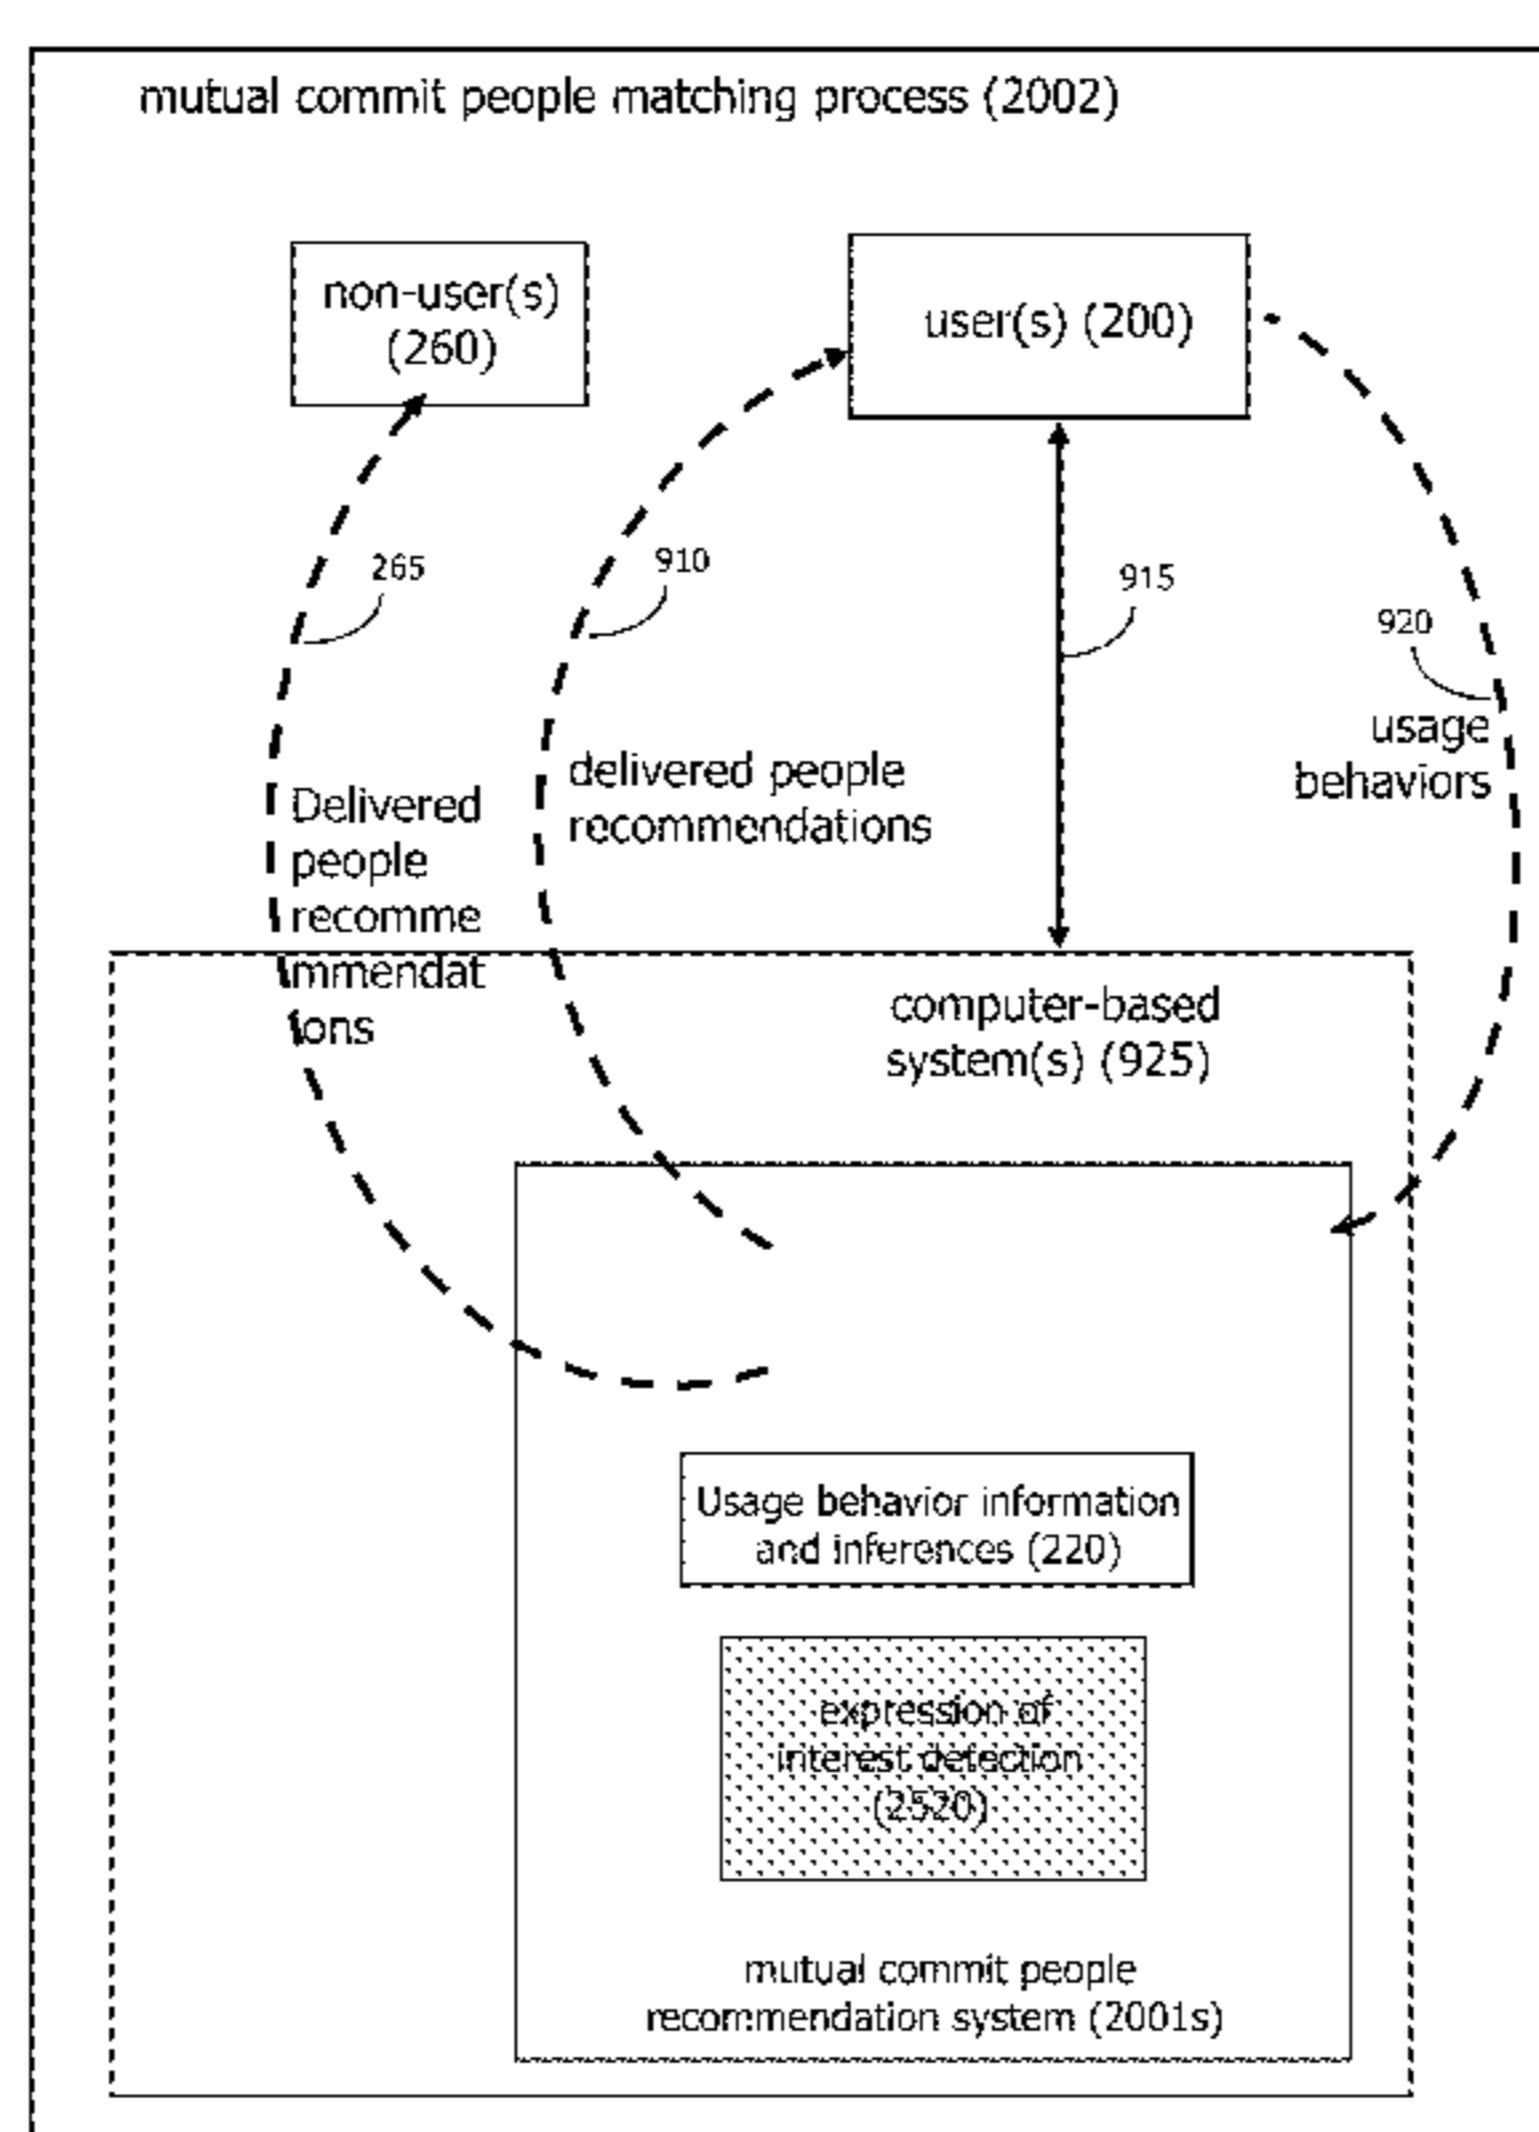 mutual commit people matching process (2002)
non-user(s)
(260)
user(s) (200)
265
910
915
920
usage
behaviors
delivered people
recommendations
Delivered
people
recomme
mmendat
ions
computer-based
system(s) (925)
Usage behavior information
and inferences (220)
expression of
interest detection
(2520)
mutual commit people
recommendation system (2001s)